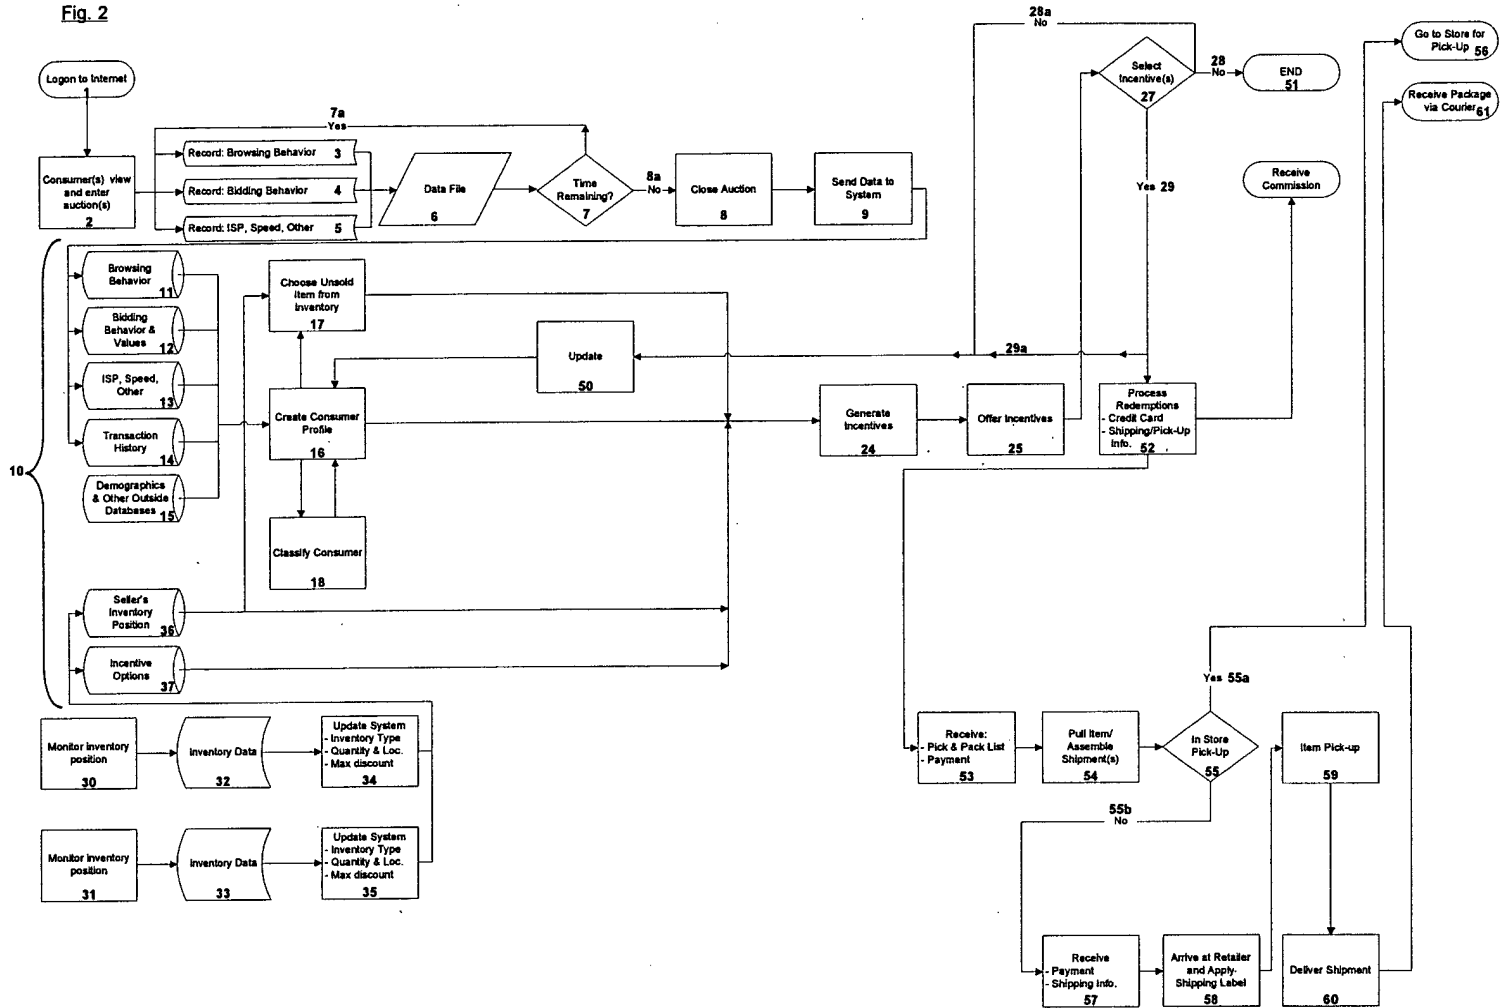 Fig. 2
Logon to Internet
1
Consumer(s) view
and enter
auction(s)
2
7a
Yes
Record: Browsing Behavior 3
Record: Bidding Behavior 4
Record: ISP, Speed, Other 5
Data File
6
Time
Remaining?
7
8a
No
Close Auction
8
Send Data to
System
9
28a
No
Select
Incentive(s)
27
28
No
END
51
Yes 29
Go to Store for
Pick-Up 56
Receive Package
via Courier 61
Receive
Commission
10
Browsing
Behavior
11
Bidding
Behavior &
Values
12
ISP, Speed,
Other
13
Transaction
History
14
Demographics
& Other Outside
Databases
15
Choose Unsold
Item from
Inventory
17
Update
50
29a
Create Consumer
Profile
16
Classify Consumer
18
Generate
Incentives
24
Offer Incentives
25
Process
Redemptions
- Credit Card
- Shipping/Pick-Up
Info.
52
Seller's
Inventory
Position
36
Incentive
Options
37
Monitor inventory
position
30
Inventory Data
32
Update System
- Inventory Type
- Quantity & Loc.
- Max discount
34
Monitor inventory
position
31
Inventory Data
33
Update System
- Inventory Type
- Quantity & Loc.
- Max discount
35
Receive:
- Pick & Pack List
- Payment
53
Pull Item/
Assemble
Shipment(s)
54
Yes 55a
In Store
Pick-Up
55
55b
No
Item Pick-up
59
Receive
- Payment
- Shipping Info.
57
Arrive at Retailer
and Apply-
Shipping Label
58
Deliver Shipment
60